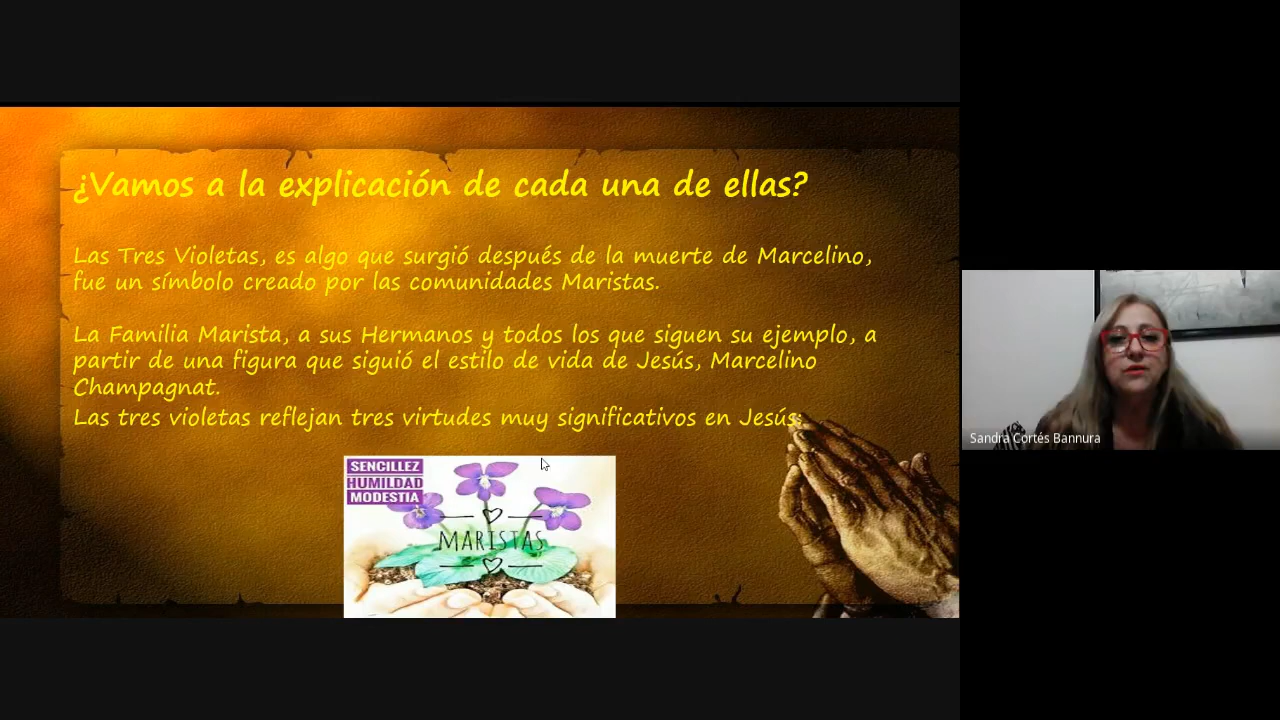 ¿Vamos a la explicación de cada una de ellas?
Las Tres Violetas, es algo que surgió después de la muerte de Marcelino,
fue un símbolo creado por las comunidades Maristas.
La Familia Marista, a sus Hermanos y todos los que siguen su ejemplo, a
partir de una figura que siguió el estilo de vida de Jesús, Marcelino
Champagnat.
Las tres violetas reflejan tres virtudes muy significativos en Jesús:
SENCILLEZ
HUMILDAD
MODESTIA
MARISTAS
Sandra Cortés Bannura